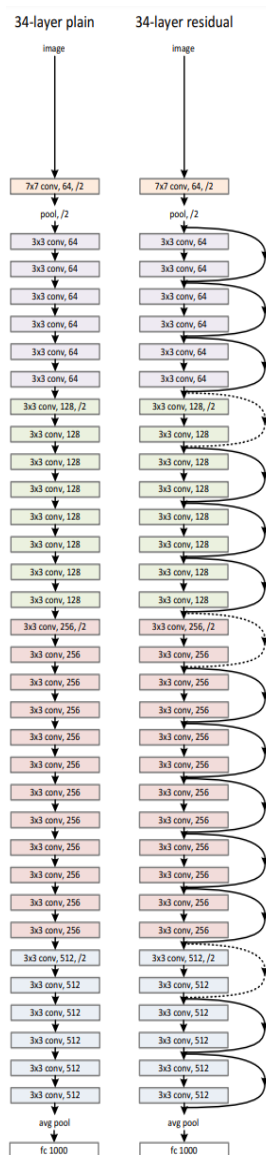 34-layer plain
image
7x7 conv, 64, /2
pool, /2
3x3 conv, 64
3x3 conv, 64
3x3 conv, 64
3x3 conv, 64
3x3 conv, 64
3x3 conv, 64
3x3 conv, 128, /2
3x3 conv, 128
3x3 conv, 128
3x3 conv, 128
3x3 conv, 128
3x3 conv, 128
3x3 conv, 128
3x3 conv, 128
3x3 conv, 256, /2
3x3 conv, 256
3x3 conv, 256
3x3 conv, 256
3x3 conv, 256
3x3 conv, 256
3x3 conv, 256
3x3 conv, 256
3x3 conv, 256
3x3 conv, 256
3x3 conv, 256
3x3 conv, 256
3x3 conv, 512, /2
3x3 conv, 512
3x3 conv, 512
3x3 conv, 512
3x3 conv, 512
3x3 conv, 512
avg pool
fc 1000
34-layer residual
image
7x7 conv, 64, /2
pool, /2
3x3 conv, 64
3x3 conv, 64
3x3 conv, 64
3x3 conv, 64
3x3 conv, 64
3x3 conv, 64
3x3 conv, 128, /2
3x3 conv, 128
3x3 conv, 128
3x3 conv, 128
3x3 conv, 128
3x3 conv, 128
3x3 conv, 128
3x3 conv, 128
3x3 conv, 256, /2
3x3 conv, 256
3x3 conv, 256
3x3 conv, 256
3x3 conv, 256
3x3 conv, 256
3x3 conv, 256
3x3 conv, 256
3x3 conv, 256
3x3 conv, 256
3x3 conv, 256
3x3 conv, 256
3x3 conv, 512, /2
3x3 conv, 512
3x3 conv, 512
3x3 conv, 512
3x3 conv, 512
3x3 conv, 512
avg pool
fc 1000